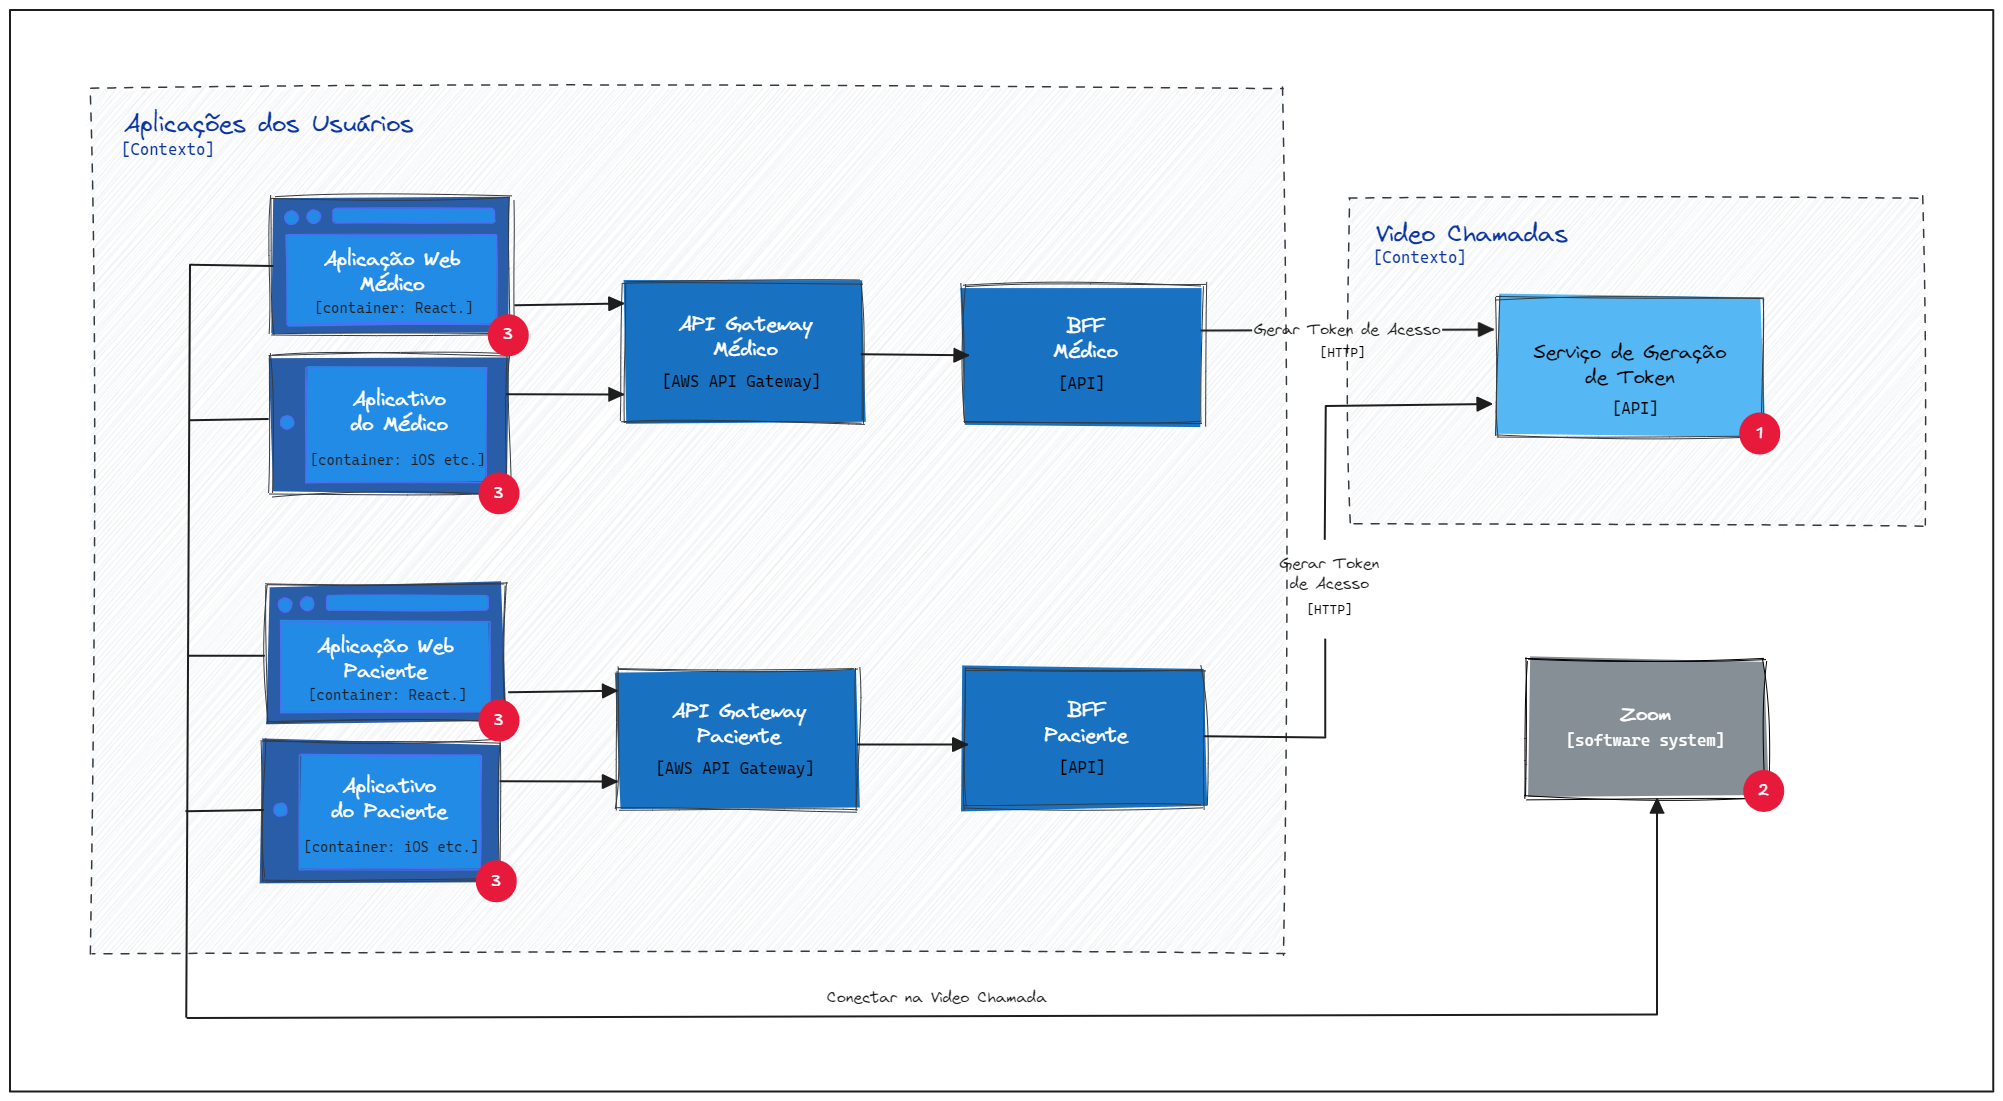 Aplicações dos Usuários
[Contexto]
Aplicação Web
Médico
[container: React.]
3
Aplicativo
do Médico
[container: iOS etc.]
3
API Gateway
Médico
[AWS API Gateway]
BFF
Médico
[API]
Gerar Token de Acesso
[HTTP]
Video Chamadas
[Contexto]
Serviço de Geração
de Token
[API]
1
Gerar Token
de Acesso
[HTTP]
Aplicação Web
Paciente
[container: React.]
3
Aplicativo
do Paciente
[container: iOS etc.]
3
API Gateway
Paciente
[AWS API Gateway]
BFF
Paciente
[API]
Zoom
[software system]
2
Conectar na Video Chamada